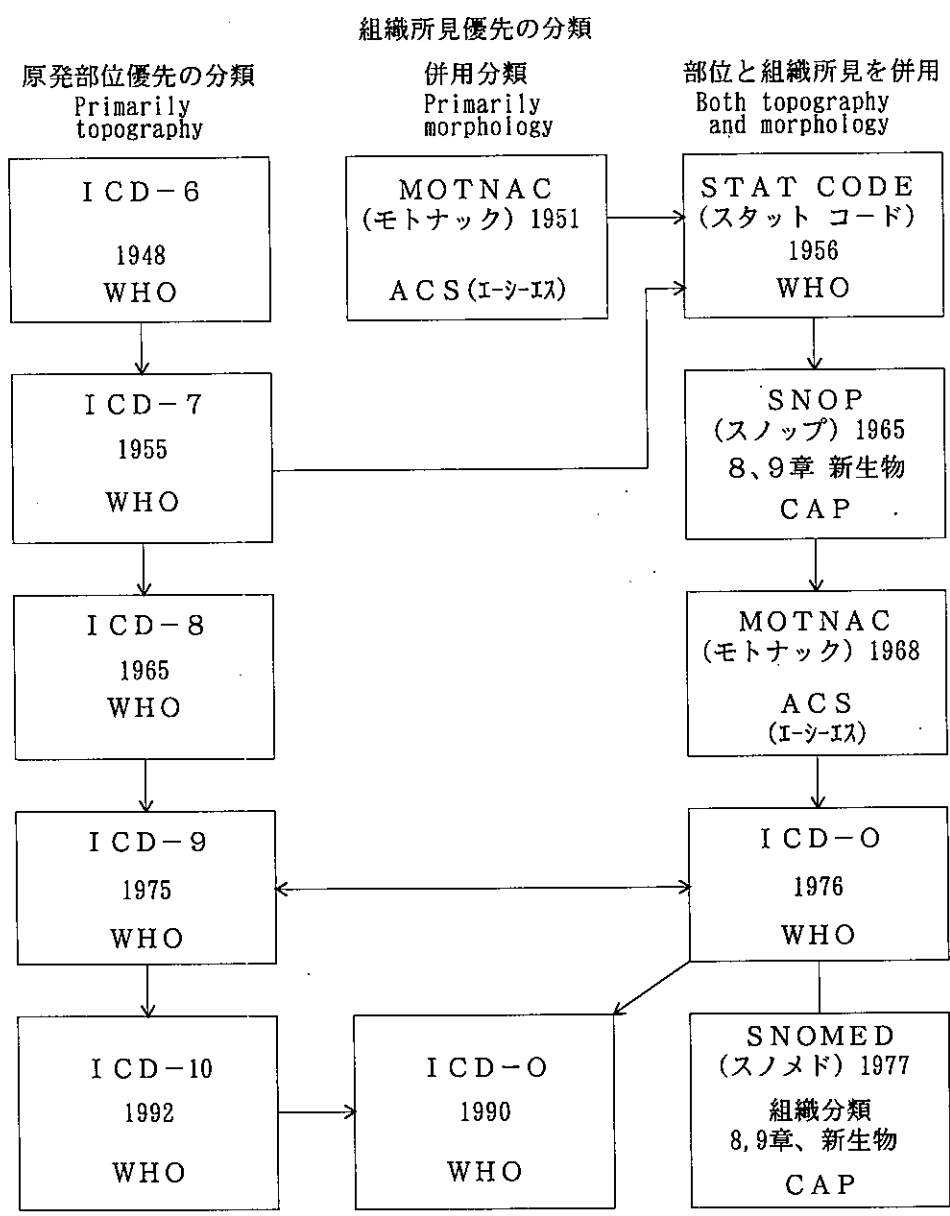 組織所見優先の分類
原発部位優先の分類
Primarily
topography
併用分類
Primarily
morphology
部位と組織所見を併用
Both topography
and morphology
ICD-6
1948
WHO
MOTNAC
(モトナック) 1951
ACS(エーシーエス)
STAT CODE
(スタット コード)
1956
WHO
ICD-7
1955
WHO
SNOP
(スノップ) 1965
8、9章 新生物
CAP
ICD-8
1965
WHO
MOTNAC
(モトナック) 1968
ACS
(エーシーエス)
ICD-9
1975
WHO
ICD-O
1976
WHO
ICD-10
1992
WHO
ICD-O
1990
WHO
SNOMED
(スノメド) 1977
組織分類
8,9章、新生物
CAP